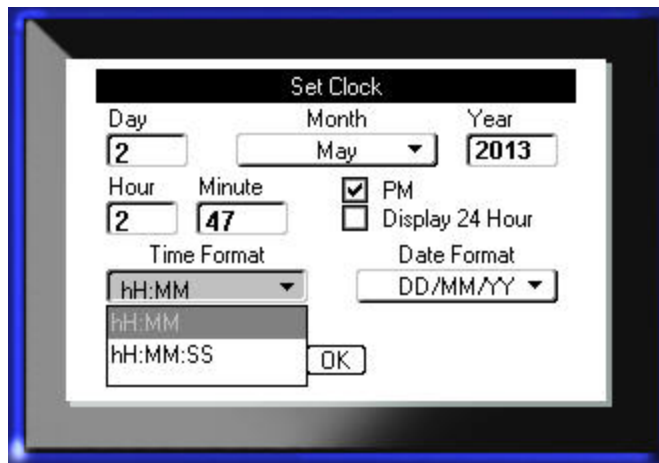 Set Clock
Day Month Year
2 May 2013
Hour Minute PM
2 47 Display 24 Hour
Time Format Date Format
hH:MM DD/MM/YY
hH:MM
hH:MM:SS
OK